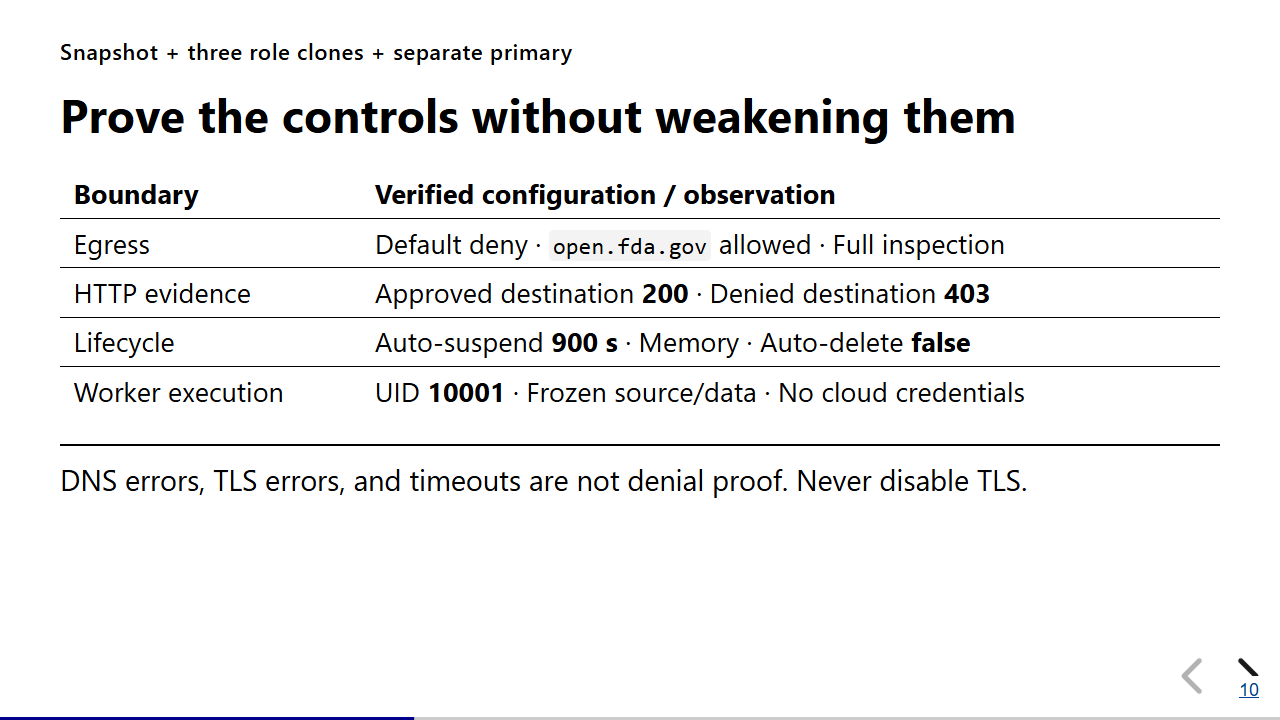 Snapshot + three role clones + separate primary
Prove the controls without weakening them
Boundary Verified configuration / observation
Egress Default deny · open.fda.gov allowed · Full inspection
HTTP evidence Approved destination 200 · Denied destination 403
Lifecycle Auto-suspend 900 s · Memory · Auto-delete false
Worker execution UID 10001 · Frozen source/data · No cloud credentials
DNS errors, TLS errors, and timeouts are not denial proof. Never disable TLS.
10